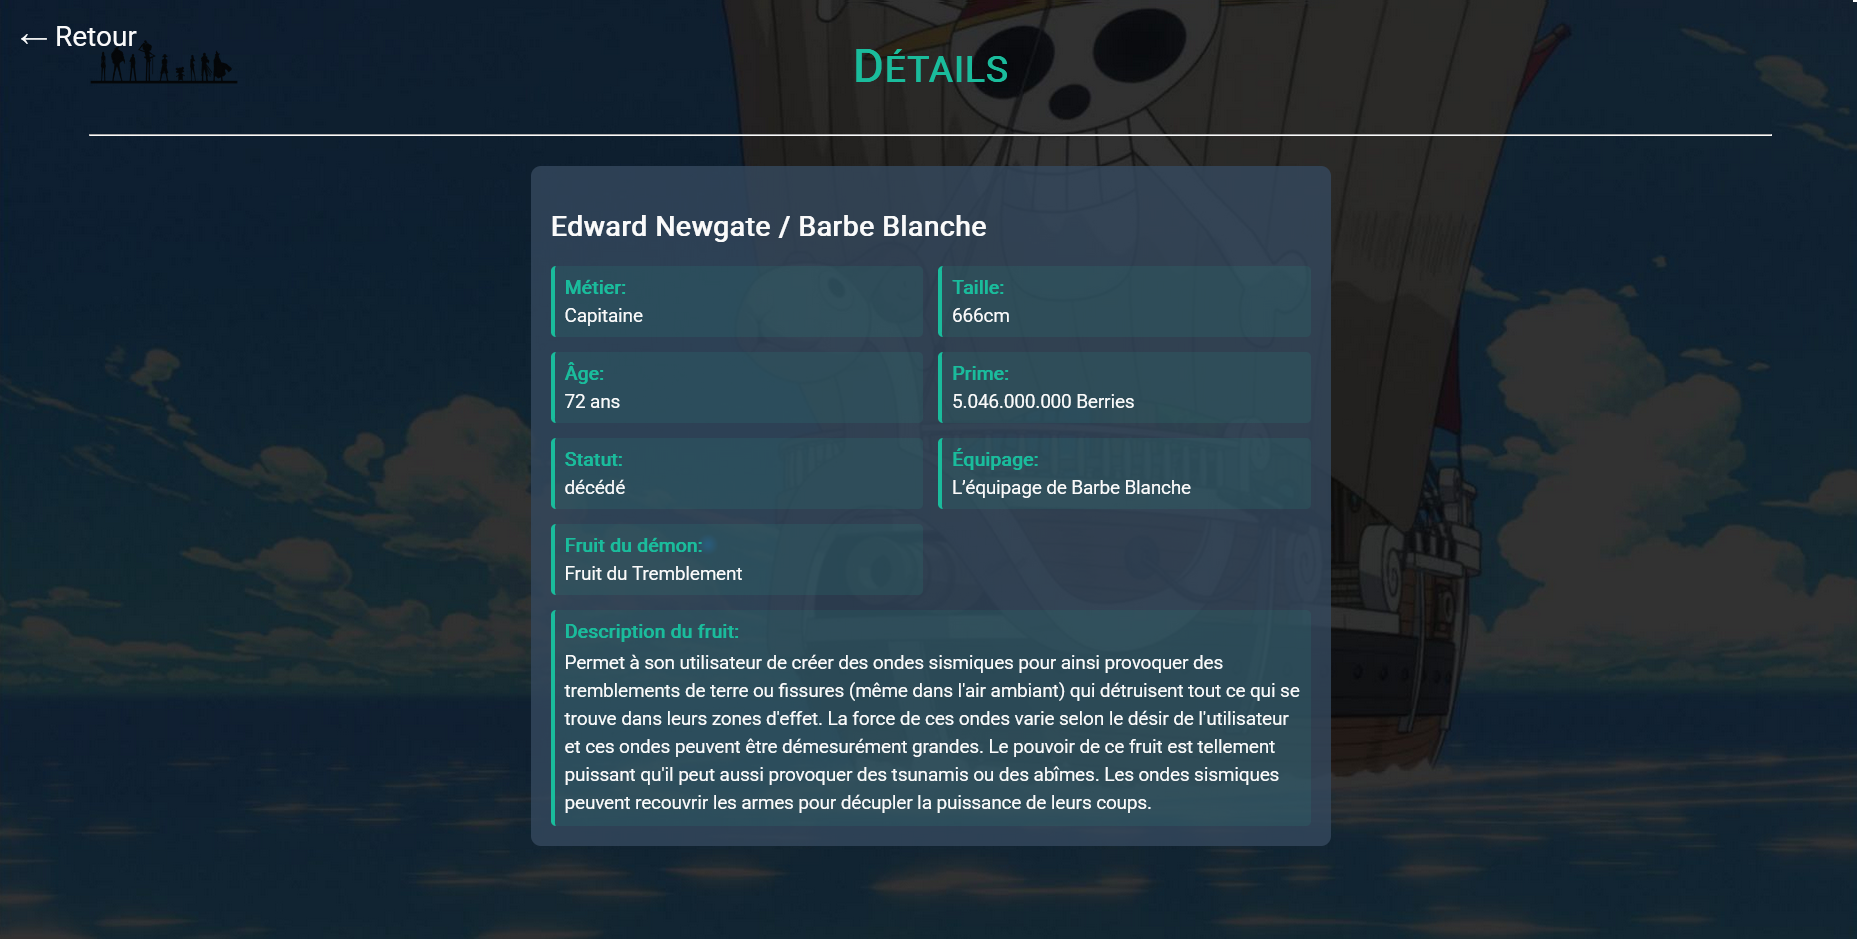 ← Retour
DÉTAILS
Edward Newgate / Barbe Blanche
Métier:
Capitaine
Taille:
666cm
Âge:
72 ans
Prime:
5.046.000.000 Berries
Statut:
décédé
Équipage:
L'équipage de Barbe Blanche
Fruit du démon:
Fruit du Tremblement
Description du fruit:
Permet à son utilisateur de créer des ondes sismiques pour ainsi provoquer des
tremblements de terre ou fissures (même dans l'air ambiant) qui détruisent tout ce qui se
trouve dans leurs zones d'effet. La force de ces ondes varie selon le désir de l'utilisateur
et ces ondes peuvent être démesurément grandes. Le pouvoir de ce fruit est tellement
puissant qu'il peut aussi provoquer des tsunamis ou des abîmes. Les ondes sismiques
peuvent recouvrir les armes pour décupler la puissance de leurs coups.